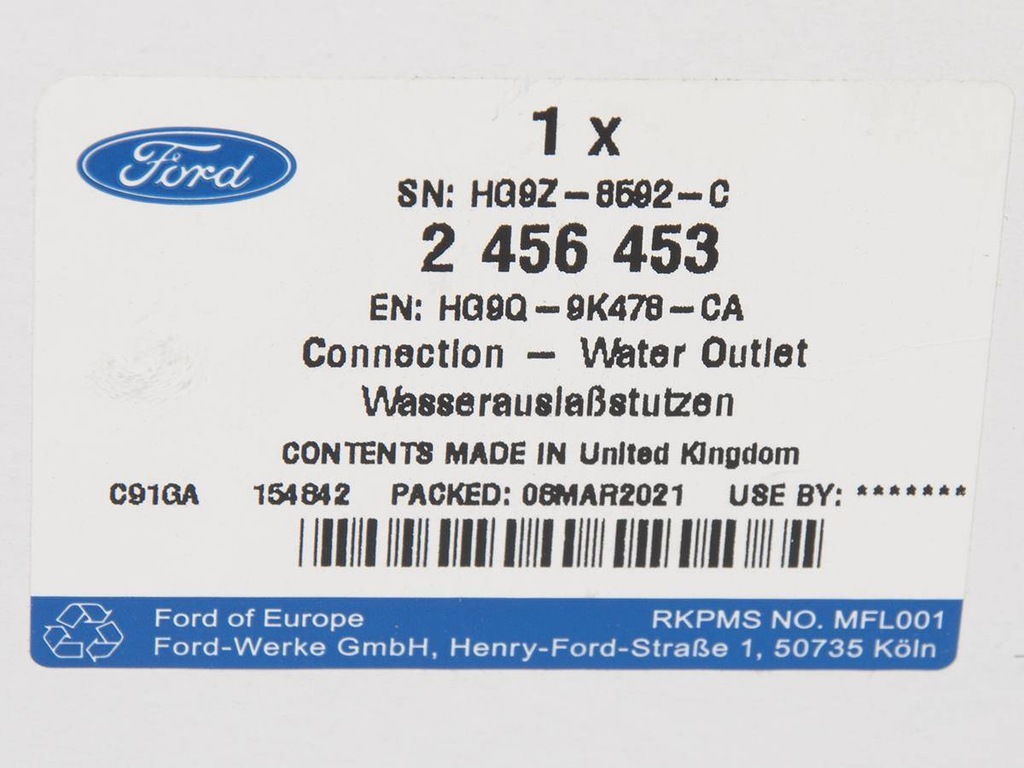 Ford
1 x
SN: HG9Z-8592-C
2 456 453
EN: HG9Q-9K478-CA
Connection - Water Outlet
Wasserauslaßstutzen
CONTENTS MADE IN United Kingdom
C91GA 154842 PACKED: 08MAR2021 USE BY: *******
Ford of Europe RKPMS NO. MFL001
Ford-Werke GmbH, Henry-Ford-Straße 1, 50735 Köln